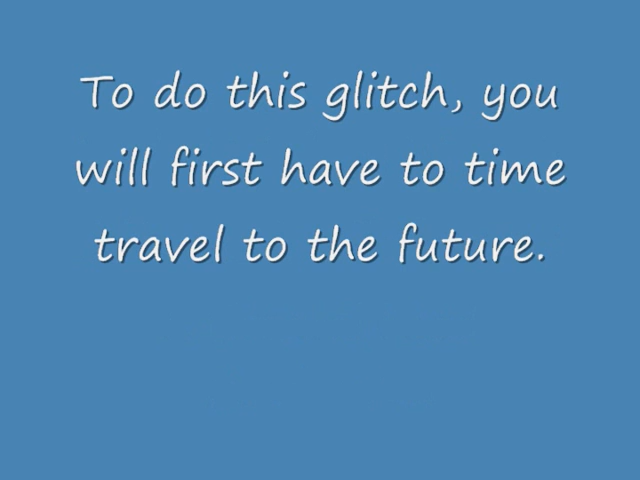 To do this glitch, you
will first have to time
travel to the future.